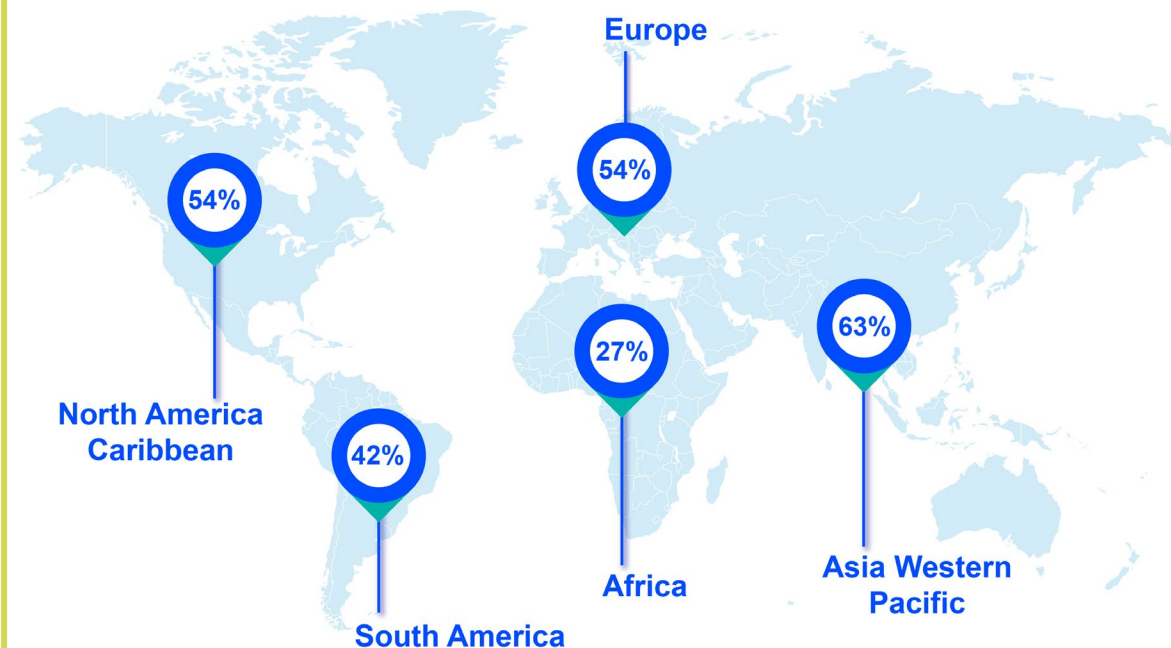 Europe
54%
54%
North America
Caribbean
42%
South America
27%
Africa
63%
Asia Western
Pacific